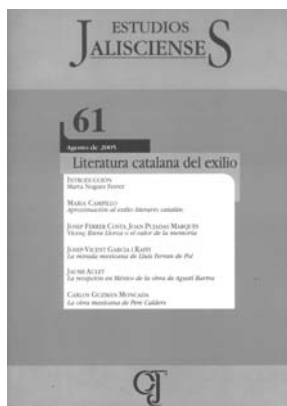 ESTUDIOS
JALISCIENSES
61
Agosto de 2005
Literatura catalana del exilio
INTRODUCCIÓN
Marta Noguer Ferrer
MARIA CAMPILLO
Aproximación al exilio literario catalán
JOSEP FERRER COSTA, JOAN PUJADAS MARQUÈS
Vicenç Riera Llorca o el valor de la memoria
JOSEP-VICENT GARCIA I RAFFI
La mirada mexicana de Lluís Ferran de Pol
JAUME AULET
La recepción en México de la obra de Agustí Bartra
CARLOS GUZMÁN MONCADA
La obra mexicana de Pere Calders